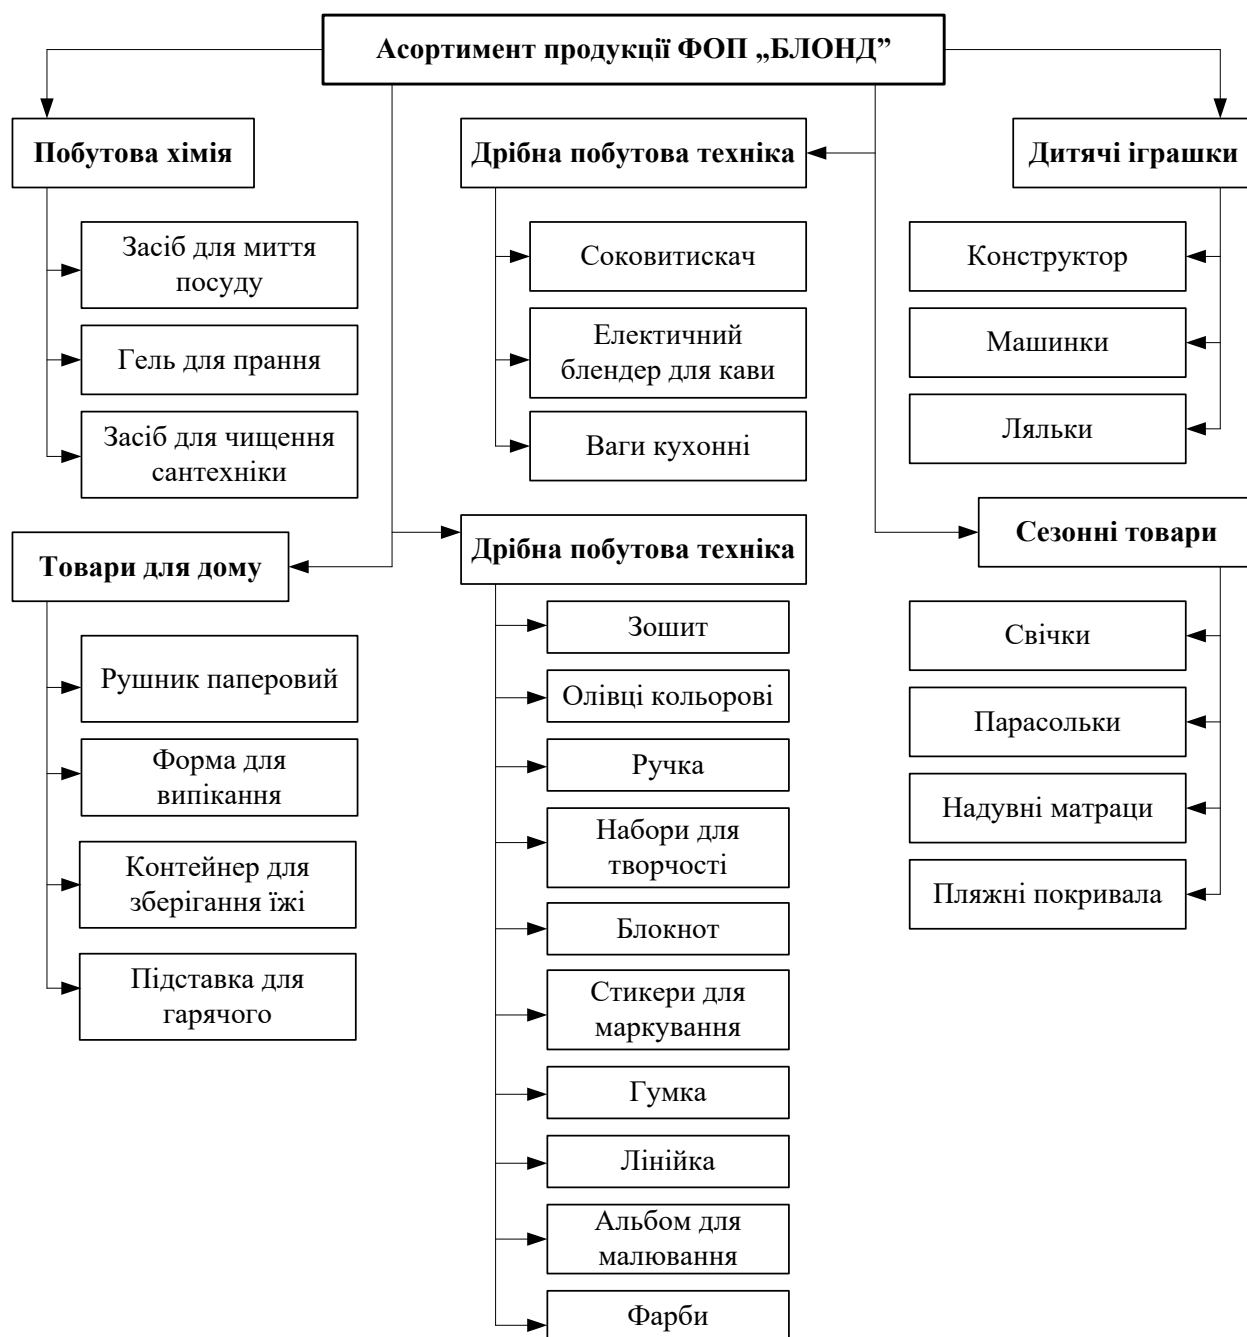 Асортимент продукції ФОП „БЛОНД”
Побутова хімія
Засіб для миття
посуду
Гель для прання
Засіб для чищення
сантехніки
Дрібна побутова техніка
Соковитискач
Електичний
блендер для кави
Ваги кухонні
Дитячі іграшки
Конструктор
Машинки
Ляльки
Товари для дому
Рушник паперовий
Форма для
випікання
Контейнер для
зберігання їжі
Підставка для
гарячого
Дрібна побутова техніка
Зошит
Олівці кольорові
Ручка
Набори для
творчості
Блокнот
Стикери для
маркування
Гумка
Лінійка
Альбом для
малювання
Фарби
Сезонні товари
Свічки
Парасольки
Надувні матраци
Пляжні покривала